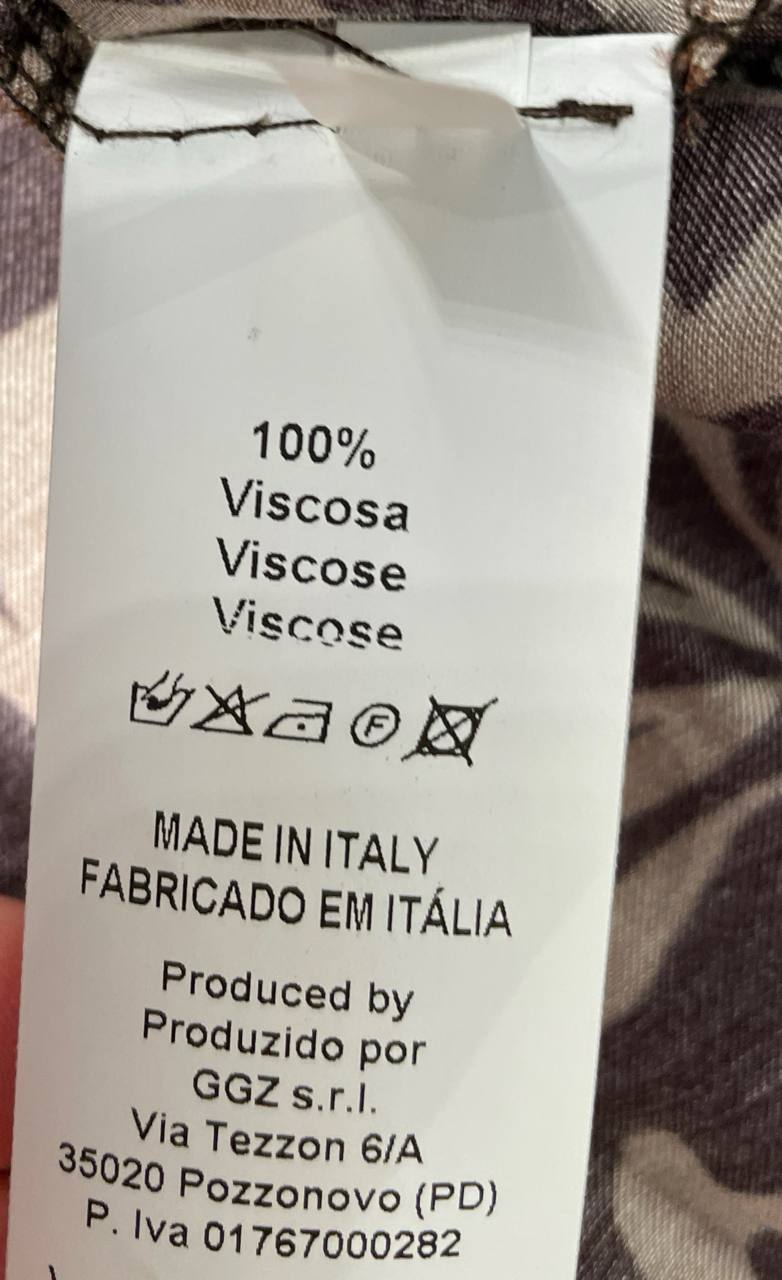 100%
Viscosa
Viscose
Viscose
F
MADE IN ITALY
FABRICADO EM ITÁLIA
Produced by
Produzido por
GGZ s.r.l.
Via Tezzon 6/A
35020 Pozzonovo (PD)
P. Iva 01767000282